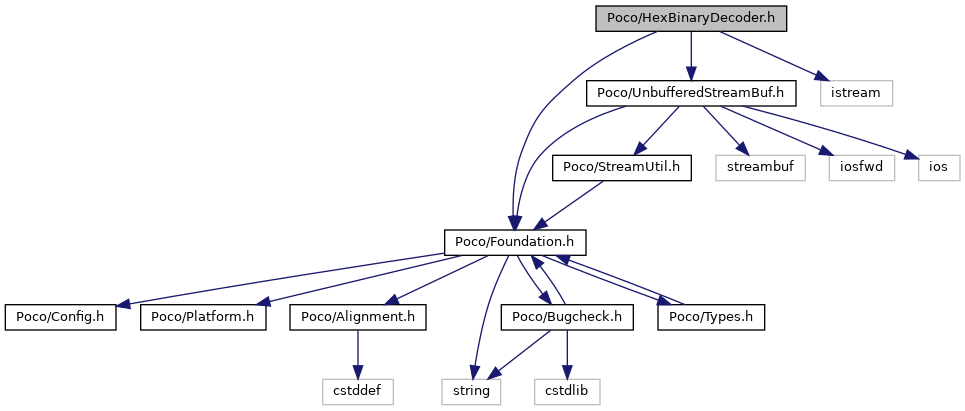 Poco/HexBinaryDecoder.h
Poco/UnbufferedStreamBuf.h
istream
Poco/StreamUtil.h
streambuf
iosfwd
ios
Poco/Foundation.h
Poco/Config.h
Poco/Platform.h
Poco/Alignment.h
Poco/Bugcheck.h
Poco/Types.h
cstddef
string
cstdlib